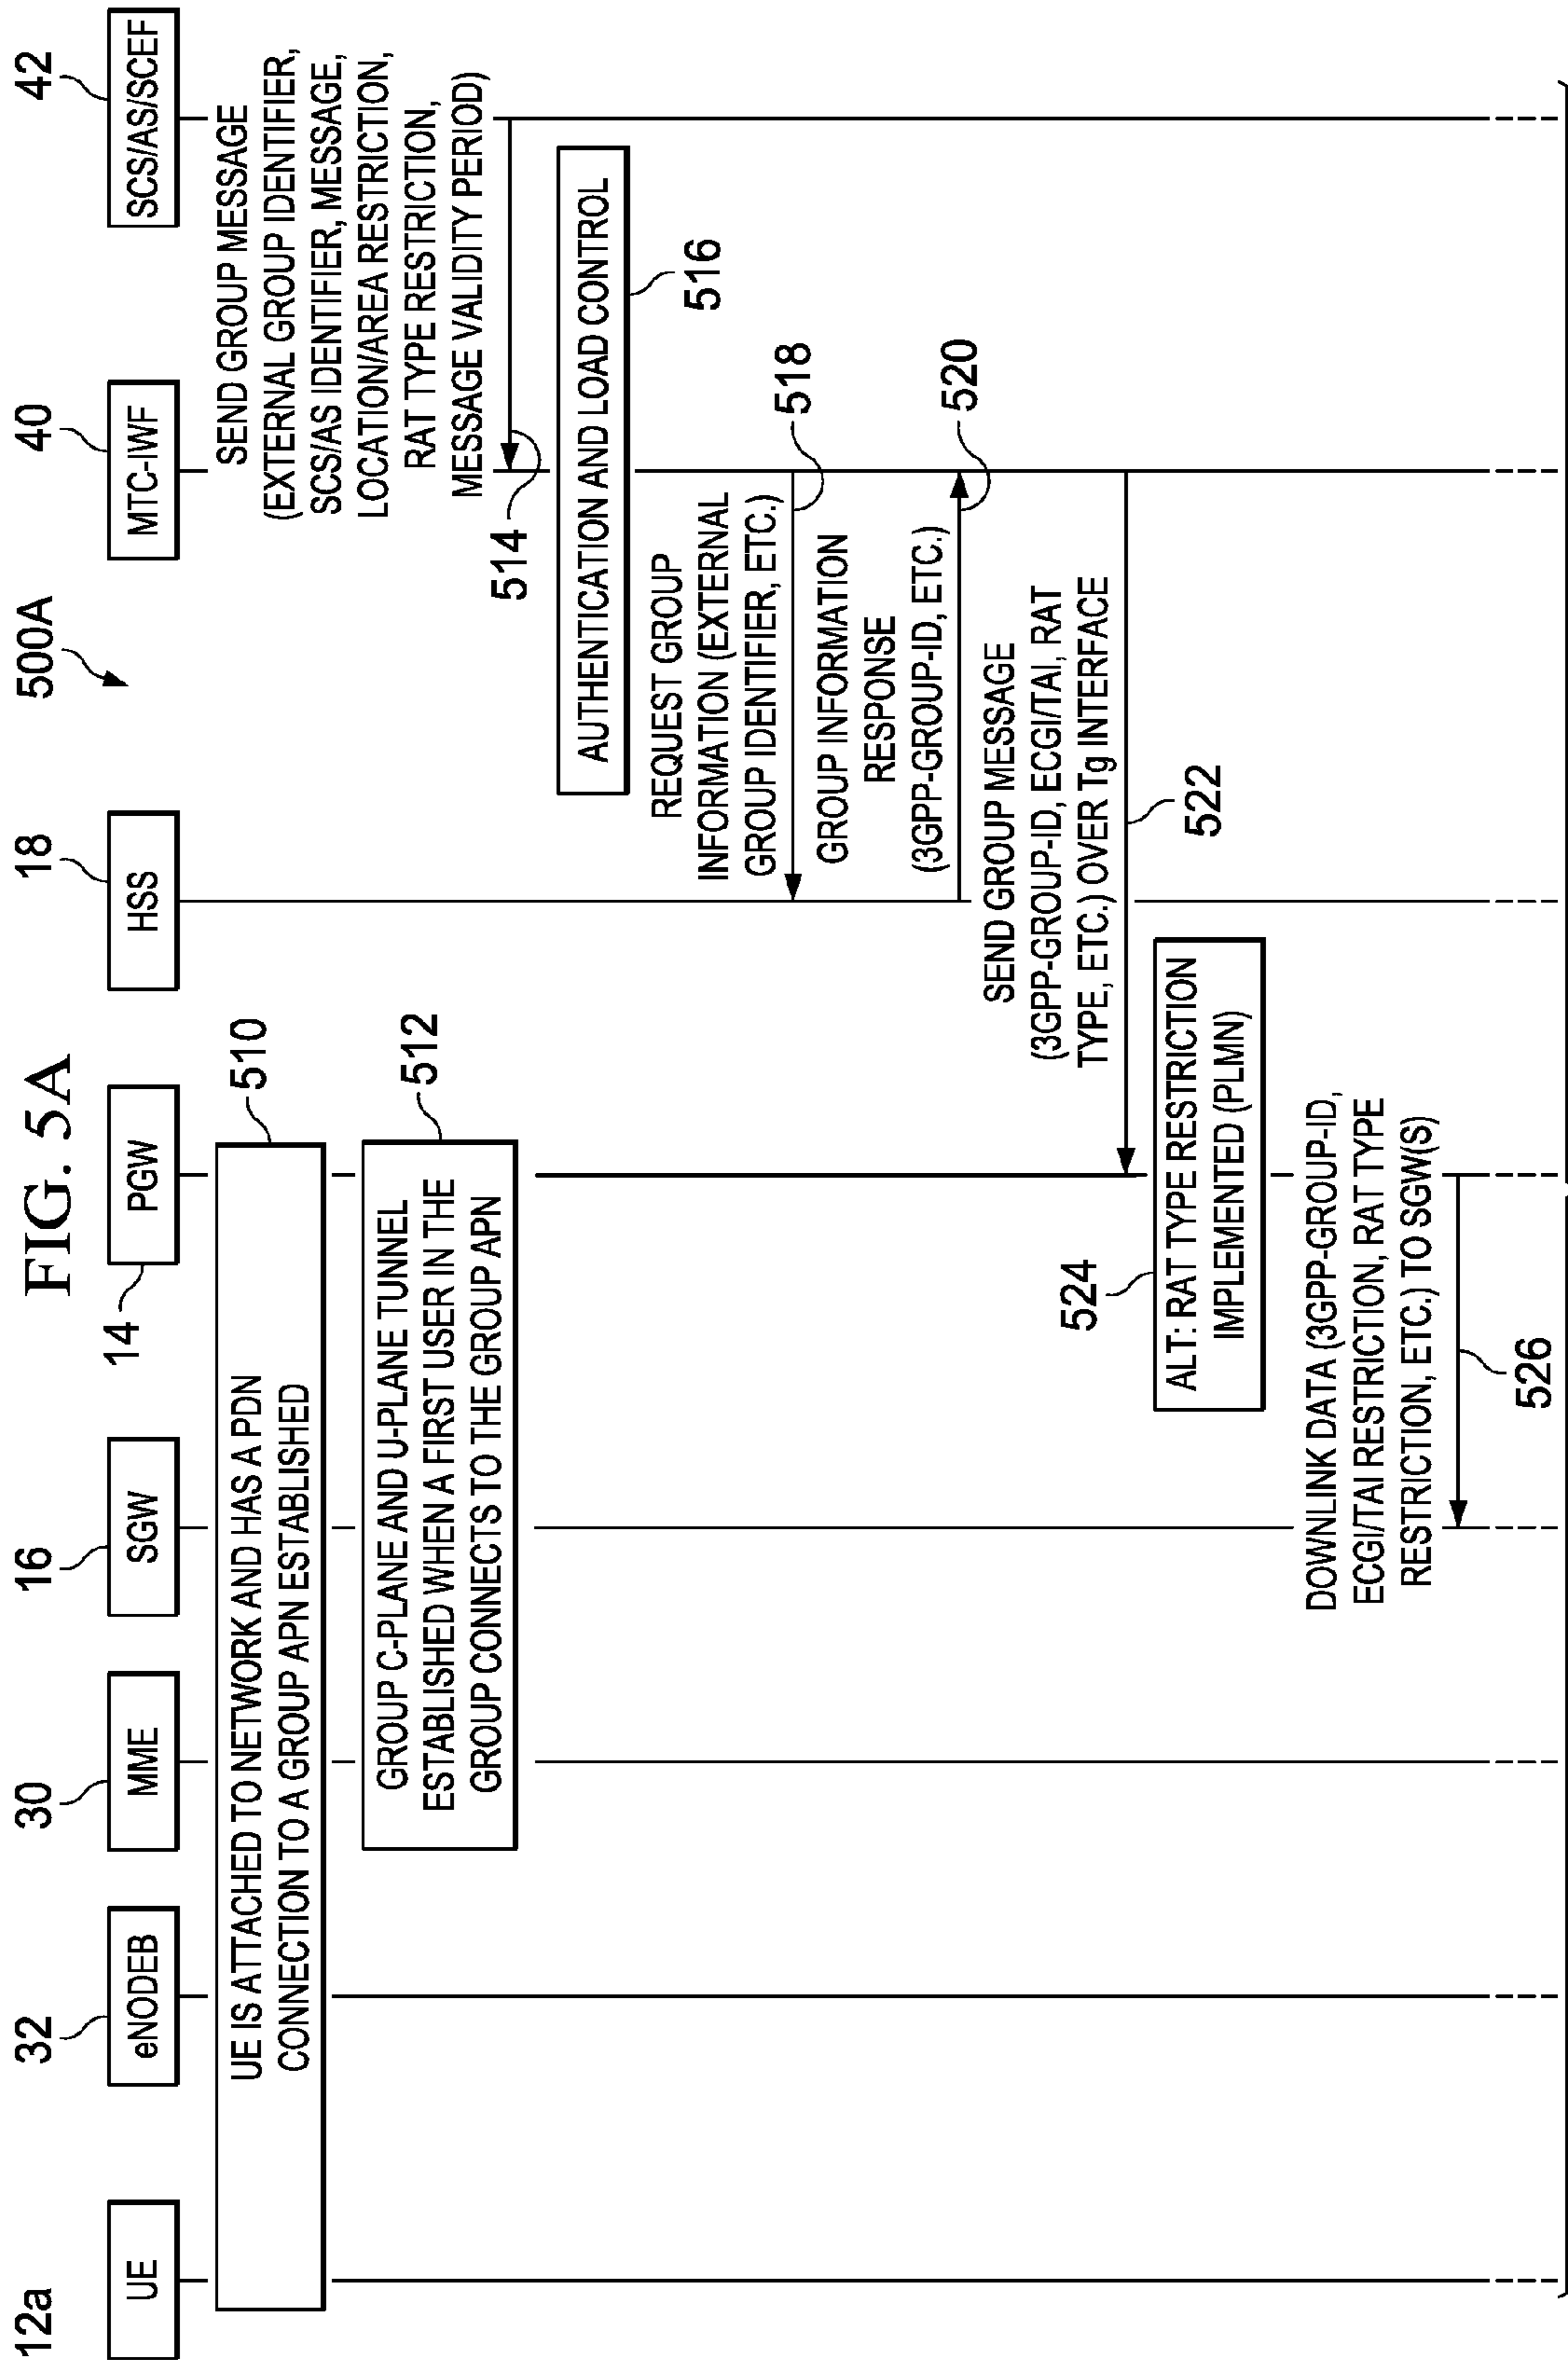 FIG. 5A
500A
12a
32
30
16
14
18
40
42
UE
eNODEB
MME
SGW
PGW
HSS
MTC-IWF
SCS/AS/SCEF
UE IS ATTACHED TO NETWORK AND HAS A PDN
CONNECTION TO A GROUP APN ESTABLISHED
510
GROUP C-PLANE AND U-PLANE TUNNEL
ESTABLISHED WHEN A FIRST USER IN THE
GROUP CONNECTS TO THE GROUP APN
512
SEND GROUP MESSAGE
(EXTERNAL GROUP IDENTIFIER,
SCS/AS IDENTIFIER, MESSAGE,
LOCATION/AREA RESTRICTION,
RAT TYPE RESTRICTION,
MESSAGE VALIDITY PERIOD)
514
AUTHENTICATION AND LOAD CONTROL
516
REQUEST GROUP
INFORMATION (EXTERNAL
GROUP IDENTIFIER, ETC.)
518
GROUP INFORMATION
RESPONSE
(3GPP-GROUP-ID, ETC.)
520
SEND GROUP MESSAGE
(3GPP-GROUP-ID, ECGI/TAI, RAT
TYPE, ETC.) OVER Tg INTERFACE
522
524
ALT: RAT TYPE RESTRICTION
IMPLEMENTED (PLMN)
DOWNLINK DATA (3GPP-GROUP-ID,
ECGI/TAI RESTRICTION, RAT TYPE
RESTRICTION, ETC.) TO SGW(S)
526